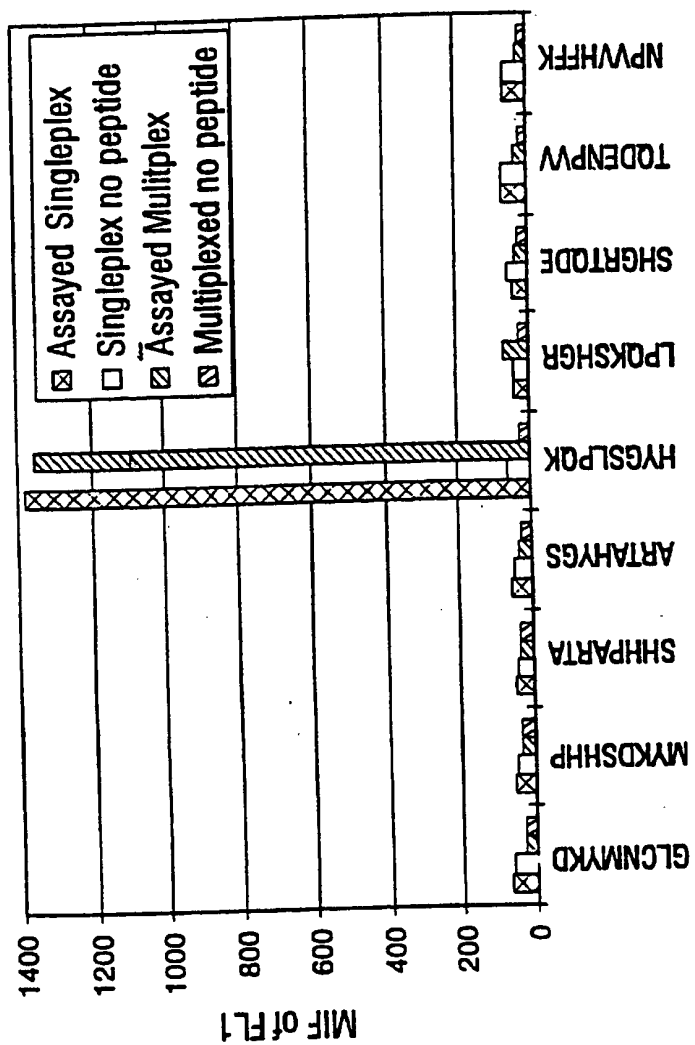 Assayed Singleplex
Singleplex no peptide
Assayed Mulitplex
Multiplexed no peptide
MIF of FL1
1400
1200
1000
800
600
400
200
0
GLCNMYKD
MYKDSHHP
SHHPARTA
ARTAHYGS
HYGSLPQK
LPQKSHGR
SHGRTQDE
TQDENPVV
NPVVHFFK